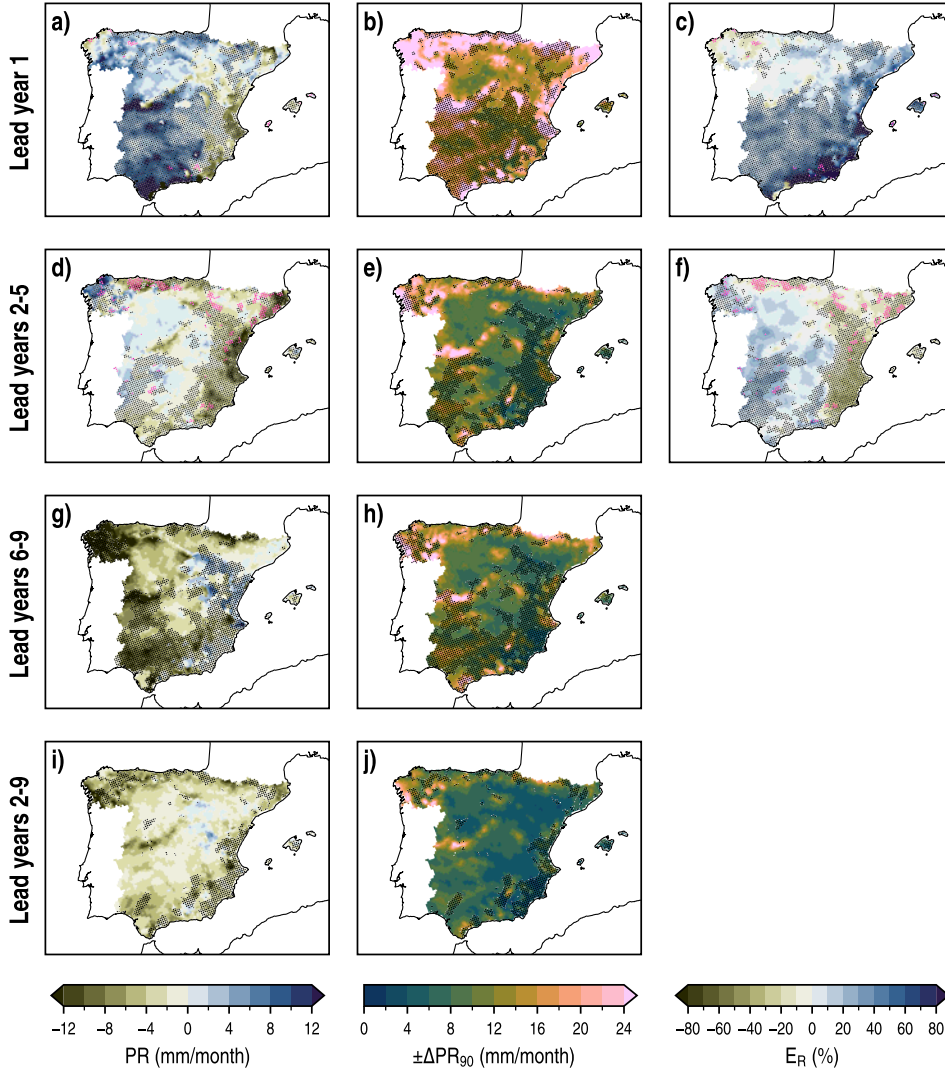 a)
b)
c)
Lead year 1
d)
e)
f)
Lead years 2-5
g)
h)
Lead years 6-9
i)
j)
Lead years 2-9
−12 −8 −4 0 4 8 12
PR (mm/month)
0 4 8 12 16 20 24
±ΔPR90 (mm/month)
−80 −60 −40 −20 0 20 40 60 80
ER (%)